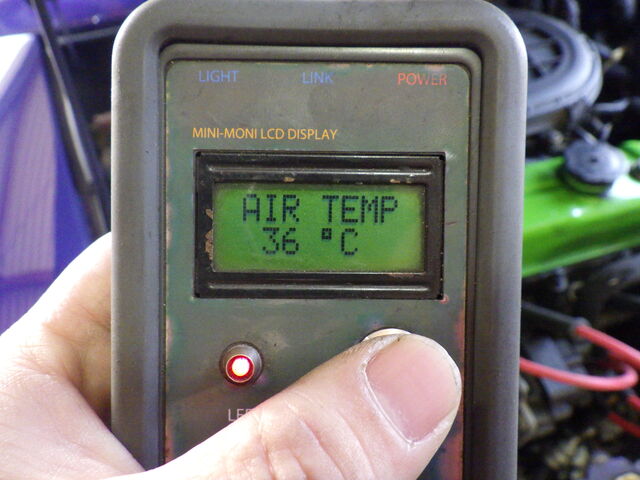 LIGHT LINK POWER
MINI-MONI LCD DISPLAY
AIR TEMP
36 °C